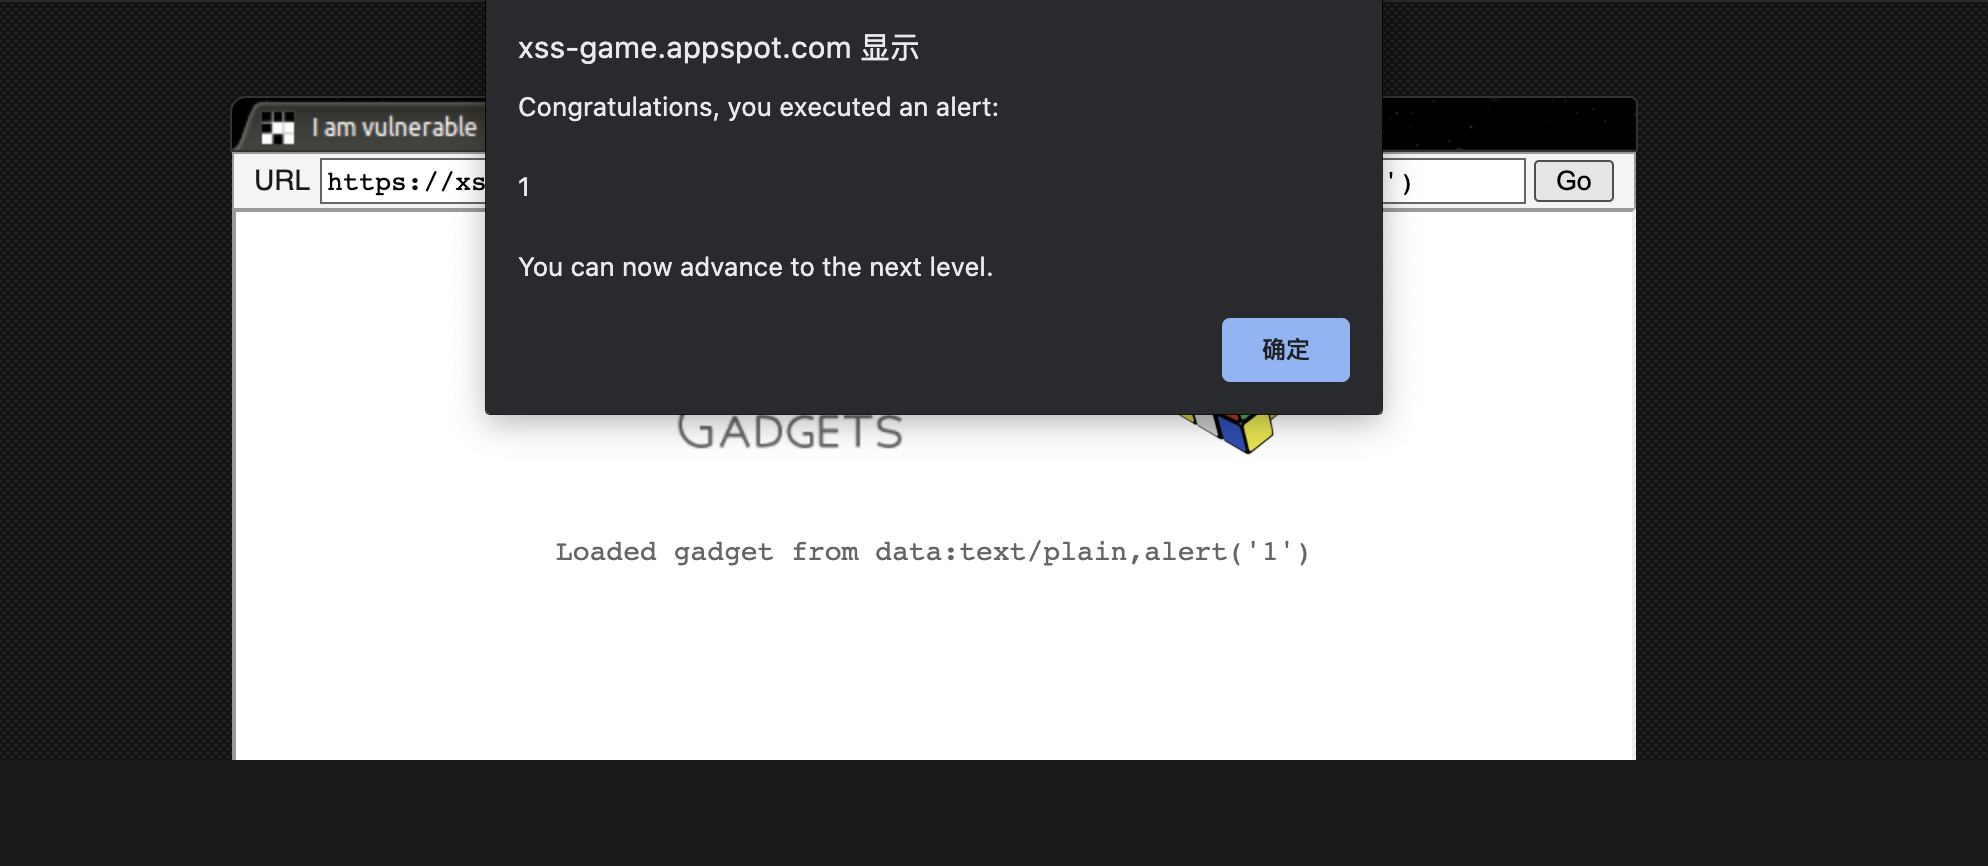 xss-game.appspot.com 显示
Congratulations, you executed an alert:
1
You can now advance to the next level.
确定
I am vulnerable
URL https://xs ') Go
GADGETS
Loaded gadget from data:text/plain,alert('1')